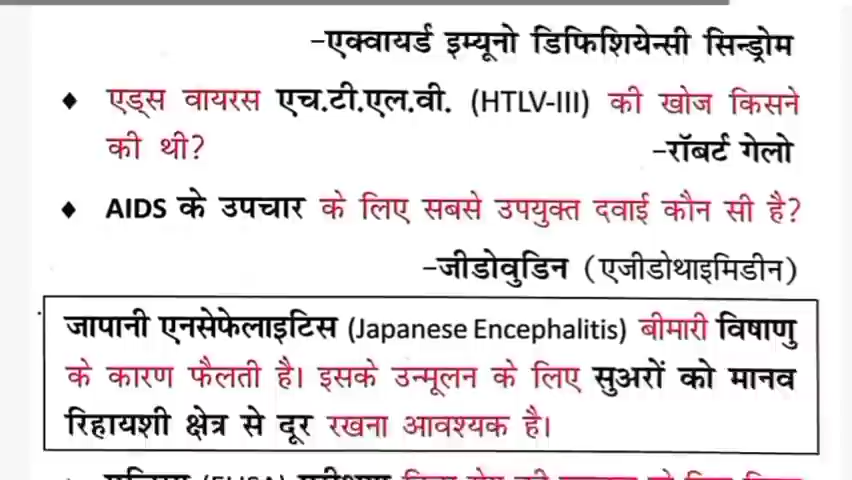 -एक्वायर्ड इम्यूनो डिफिशियेन्सी सिन्ड्रोम
♦ एड्स वायरस एच.टी.एल.वी. (HTLV-III) की खोज किसने
की थी? -रॉबर्ट गेलो
♦ AIDS के उपचार के लिए सबसे उपयुक्त दवाई कौन सी है?
-जीडोवुडिन (एजीडोथाइमिडीन)
जापानी एनसेफेलाइटिस (Japanese Encephalitis) बीमारी विषाणु
के कारण फैलती है। इसके उन्मूलन के लिए सुअरों को मानव
रिहायशी क्षेत्र से दूर रखना आवश्यक है।